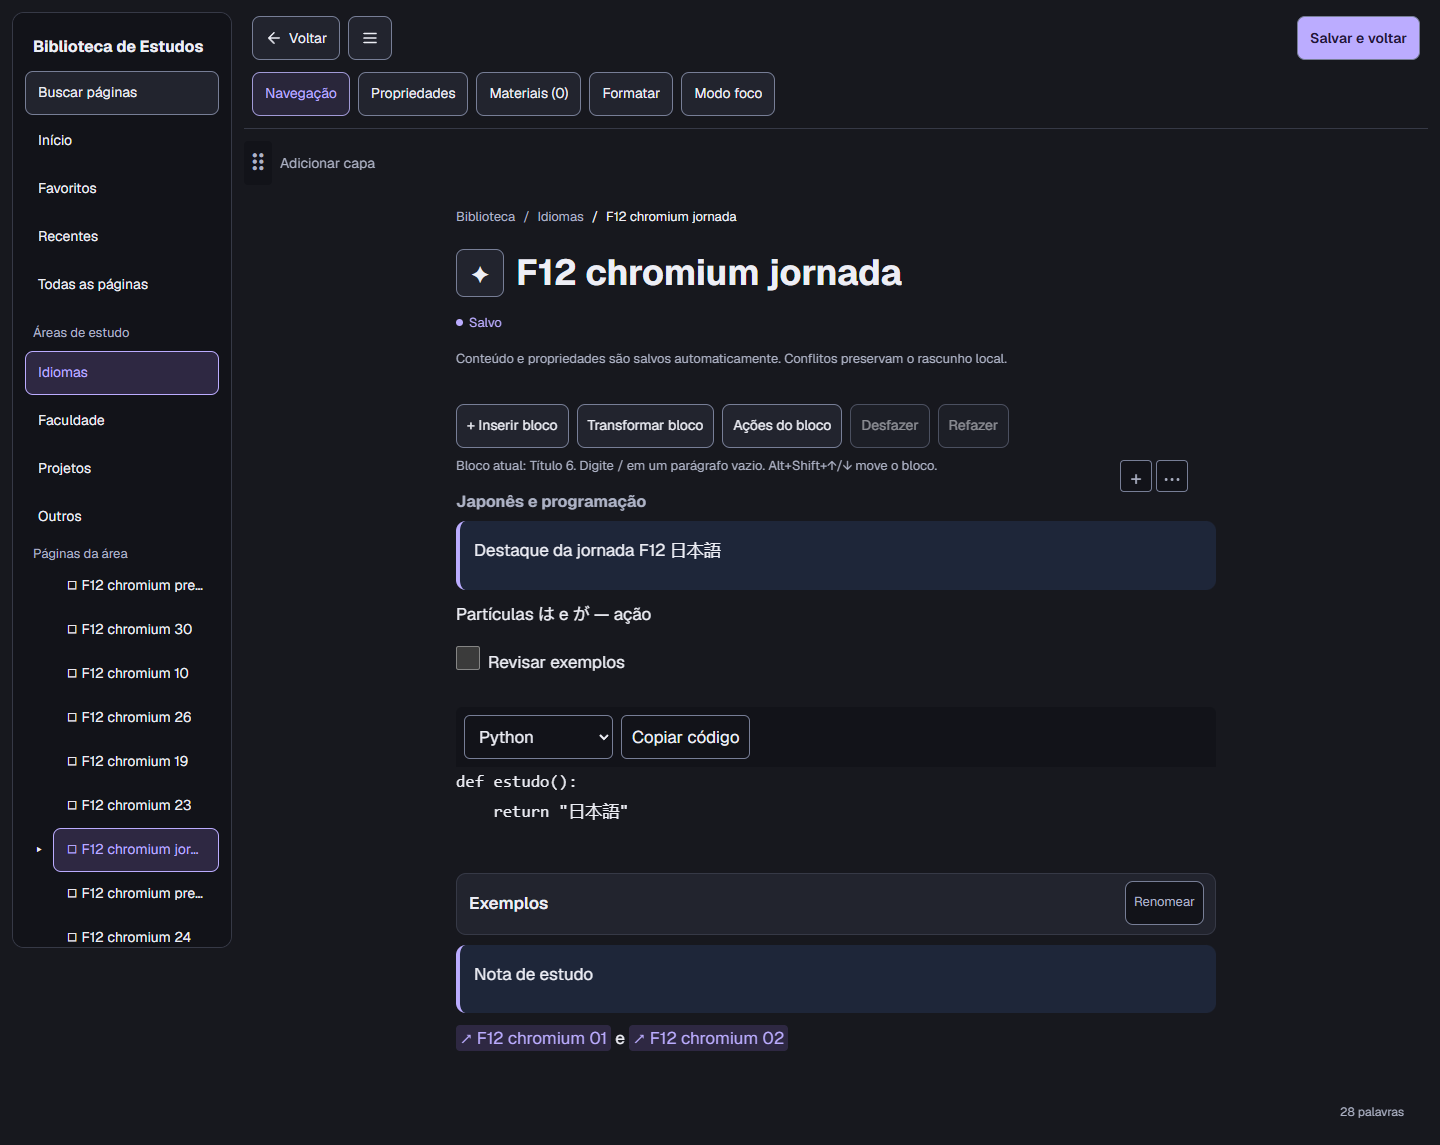 Biblioteca de Estudos
Buscar páginas
Início
Favoritos
Recentes
Todas as páginas
Áreas de estudo
Idiomas
Faculdade
Projetos
Outros
Páginas da área
F12 chromium pre...
F12 chromium 30
F12 chromium 10
F12 chromium 26
F12 chromium 19
F12 chromium 23
F12 chromium jor...
F12 chromium pre...
F12 chromium 24
← Voltar
Salvar e voltar
Navegação
Propriedades
Materiais (0)
Formatar
Modo foco
Adicionar capa
Biblioteca / Idiomas / F12 chromium jornada
✦ F12 chromium jornada
Salvo
Conteúdo e propriedades são salvos automaticamente. Conflitos preservam o rascunho local.
+ Inserir bloco
Transformar bloco
Ações do bloco
Desfazer
Refazer
Bloco atual: Título 6. Digite / em um parágrafo vazio. Alt+Shift+↑/↓ move o bloco.
+ ...
Japonês e programação
Destaque da jornada F12 日本語
Partículas は e が — ação
Revisar exemplos
Python
Copiar código
def estudo():
    return "日本語"
Exemplos
Renomear
Nota de estudo
↗ F12 chromium 01 e ↗ F12 chromium 02
28 palavras